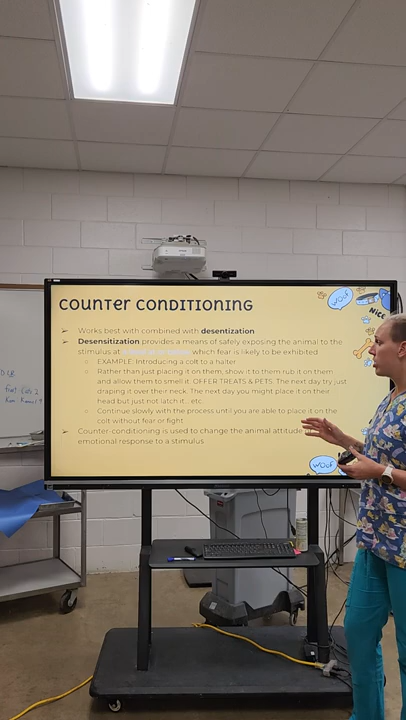 COUNTER CONDITIONING
WOOF
NICE
➢ Works best with combined with desentization
➢ Desensitization provides a means of safely exposing the animal to the
stimulus at which fear is likely to be exhibited
○ EXAMPLE: Introducing a colt to a halter
○ Rather than just placing it on them, show it to them rub it on them
and allow them to smell it. OFFER TREATS & PETS. The next day try just
draping it over their neck. The next day you might place it on their
head but just not latch it... etc.
○ Continue slowly with the process until you are able to place it on the
colt without fear or fight
➢ Counter-conditioning is used to change the animal attitude
emotional response to a stimulus
WOOF